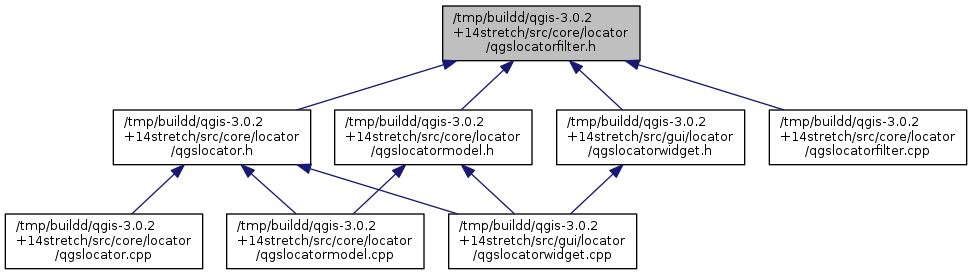 /tmp/buildd/qgis-3.0.2
+14stretch/src/core/locator
/qgslocatorfilter.h
/tmp/buildd/qgis-3.0.2
+14stretch/src/core/locator
/qgslocator.h
/tmp/buildd/qgis-3.0.2
+14stretch/src/core/locator
/qgslocatormodel.h
/tmp/buildd/qgis-3.0.2
+14stretch/src/gui/locator
/qgslocatorwidget.h
/tmp/buildd/qgis-3.0.2
+14stretch/src/core/locator
/qgslocatorfilter.cpp
/tmp/buildd/qgis-3.0.2
+14stretch/src/core/locator
/qgslocator.cpp
/tmp/buildd/qgis-3.0.2
+14stretch/src/core/locator
/qgslocatormodel.cpp
/tmp/buildd/qgis-3.0.2
+14stretch/src/gui/locator
/qgslocatorwidget.cpp